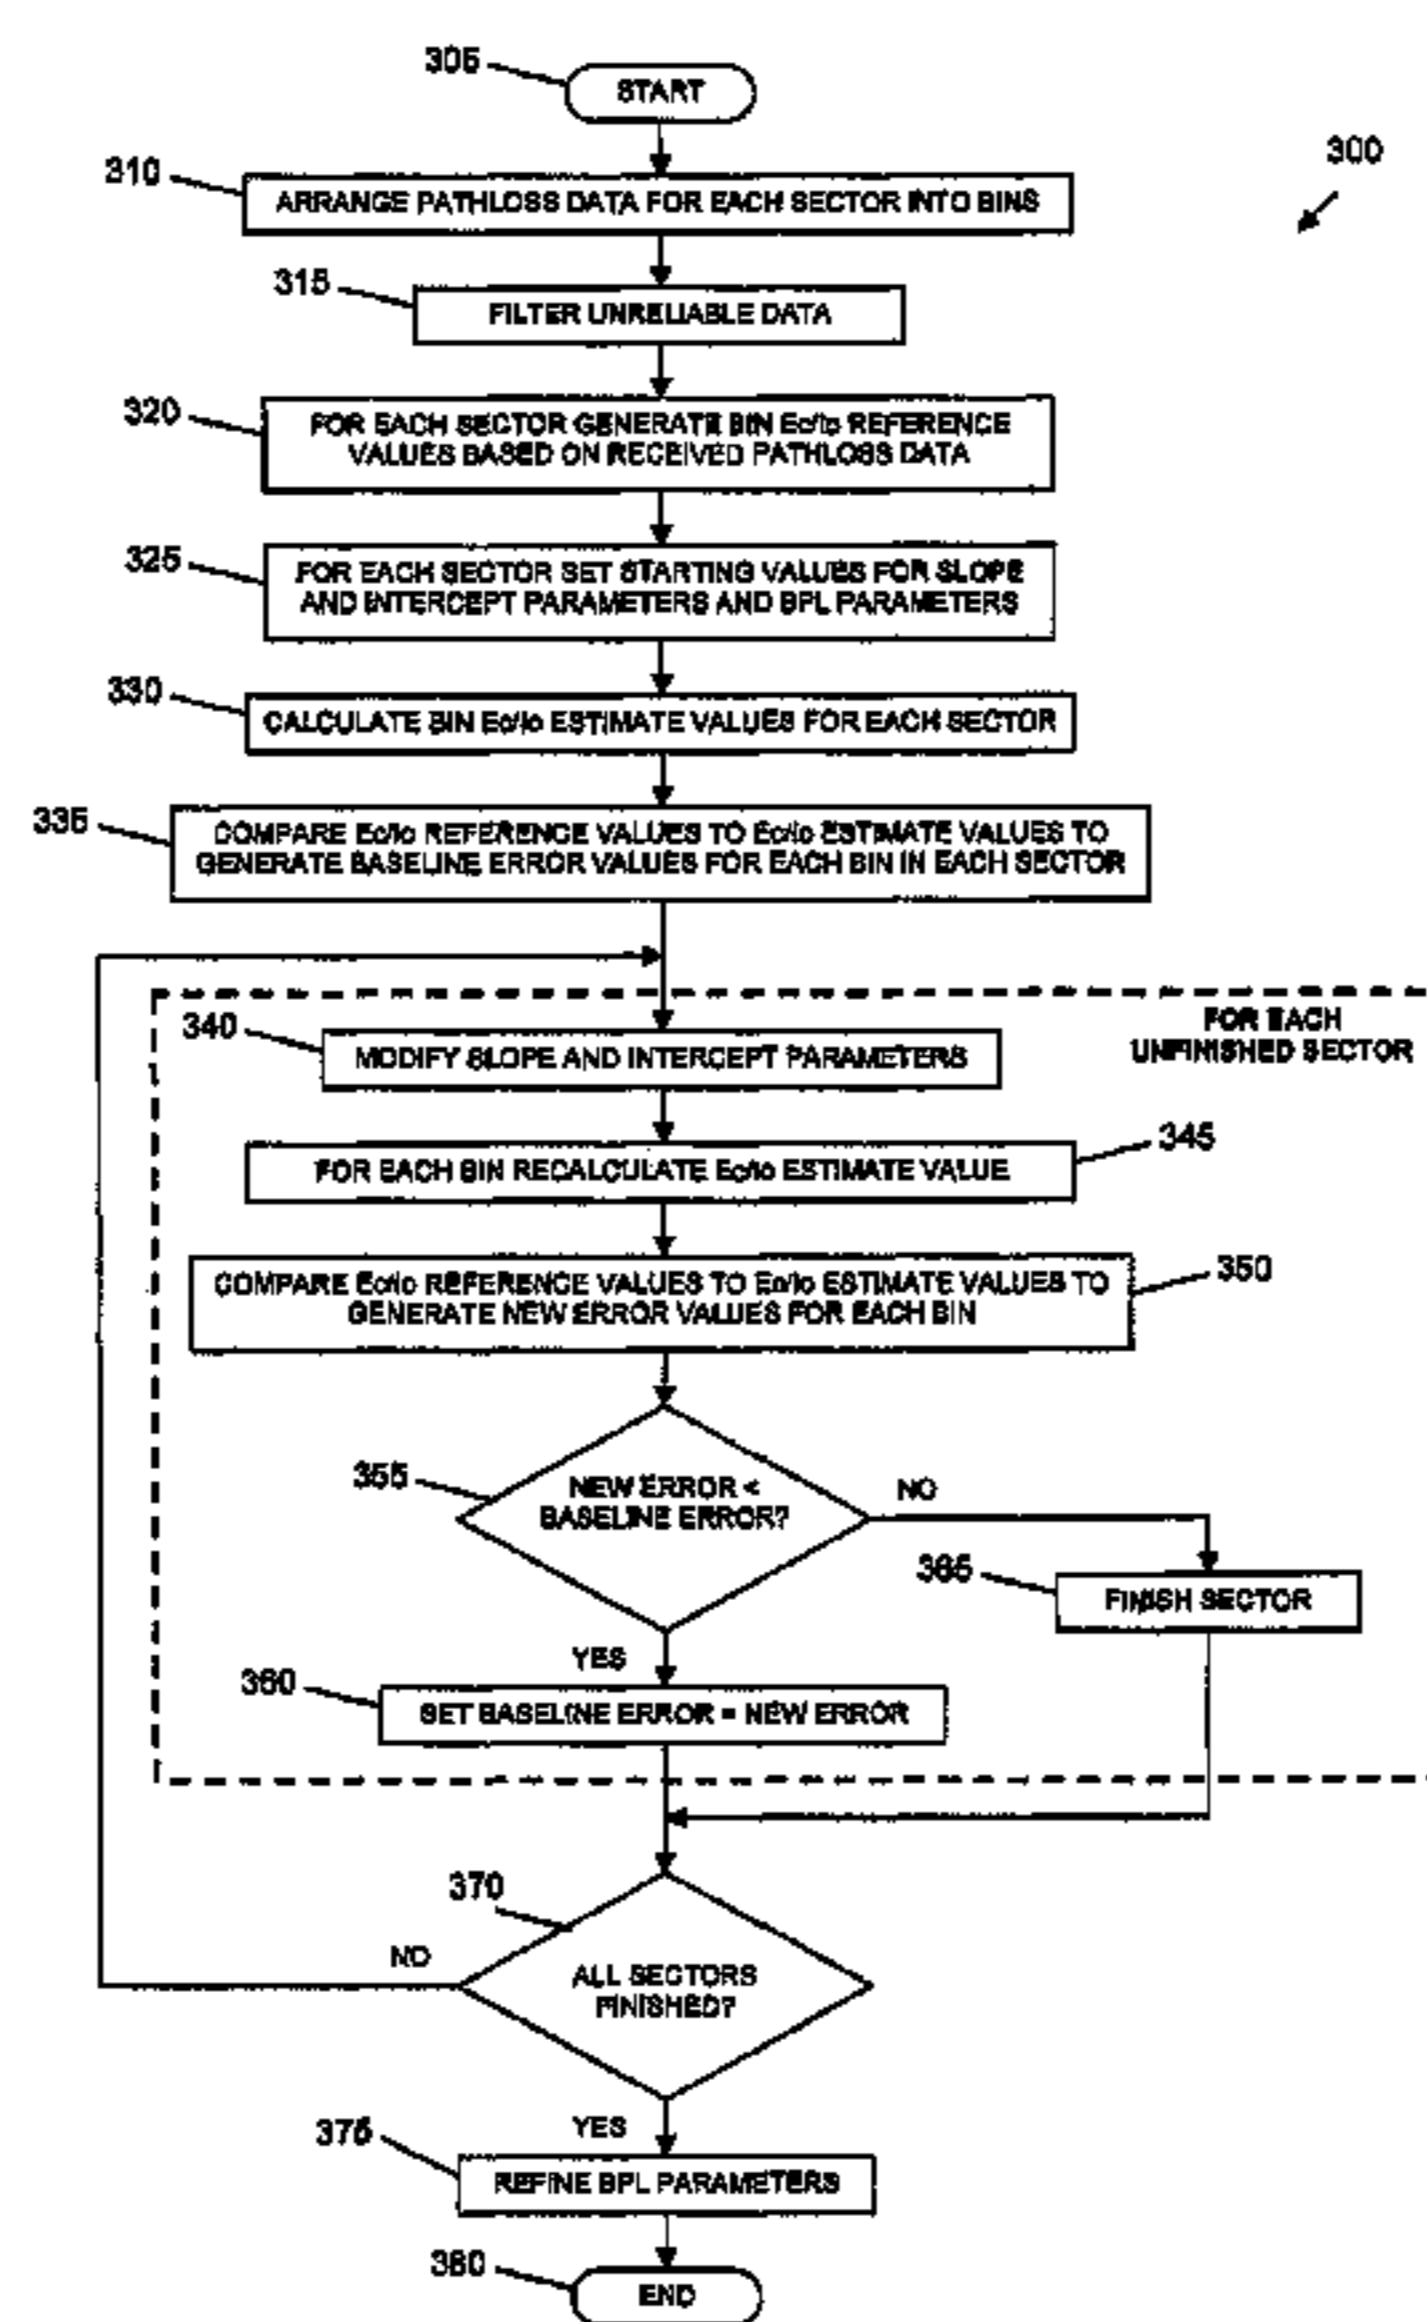 305
START
300
310
ARRANGE PATHLOSS DATA FOR EACH SECTOR INTO BINS
315
FILTER UNRELIABLE DATA
320
FOR EACH SECTOR GENERATE BIN Ec/Io REFERENCE
VALUES BASED ON RECEIVED PATHLOSS DATA
325
FOR EACH SECTOR SET STARTING VALUES FOR SLOPE
AND INTERCEPT PARAMETERS AND BPL PARAMETERS
330
CALCULATE BIN Ec/Io ESTIMATE VALUES FOR EACH SECTOR
335
COMPARE Ec/Io REFERENCE VALUES TO Ec/Io ESTIMATE VALUES TO
GENERATE BASELINE ERROR VALUES FOR EACH BIN IN EACH SECTOR
FOR EACH
UNFINISHED SECTOR
340
MODIFY SLOPE AND INTERCEPT PARAMETERS
345
FOR EACH BIN RECALCULATE Ec/Io ESTIMATE VALUE
350
COMPARE Ec/Io REFERENCE VALUES TO Ec/Io ESTIMATE VALUES TO
GENERATE NEW ERROR VALUES FOR EACH BIN
355
NEW ERROR <
BASELINE ERROR?
NO
365
FINISH SECTOR
YES
360
SET BASELINE ERROR = NEW ERROR
370
NO
ALL SECTORS
FINISHED?
YES
375
REFINE BPL PARAMETERS
380
END